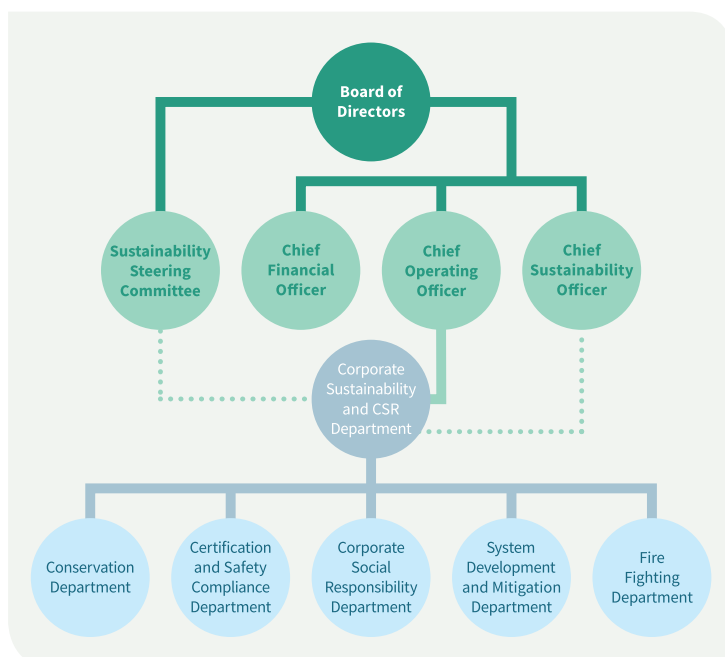 Board of
Directors
Sustainability
Steering
Committee
Chief
Financial
Officer
Chief
Operating
Officer
Chief
Sustainability
Officer
Corporate
Sustainability
and CSR
Department
Conservation
Department
Certification
and Safety
Compliance
Department
Corporate
Social
Responsibility
Department
System
Development
and Mitigation
Department
Fire
Fighting
Department